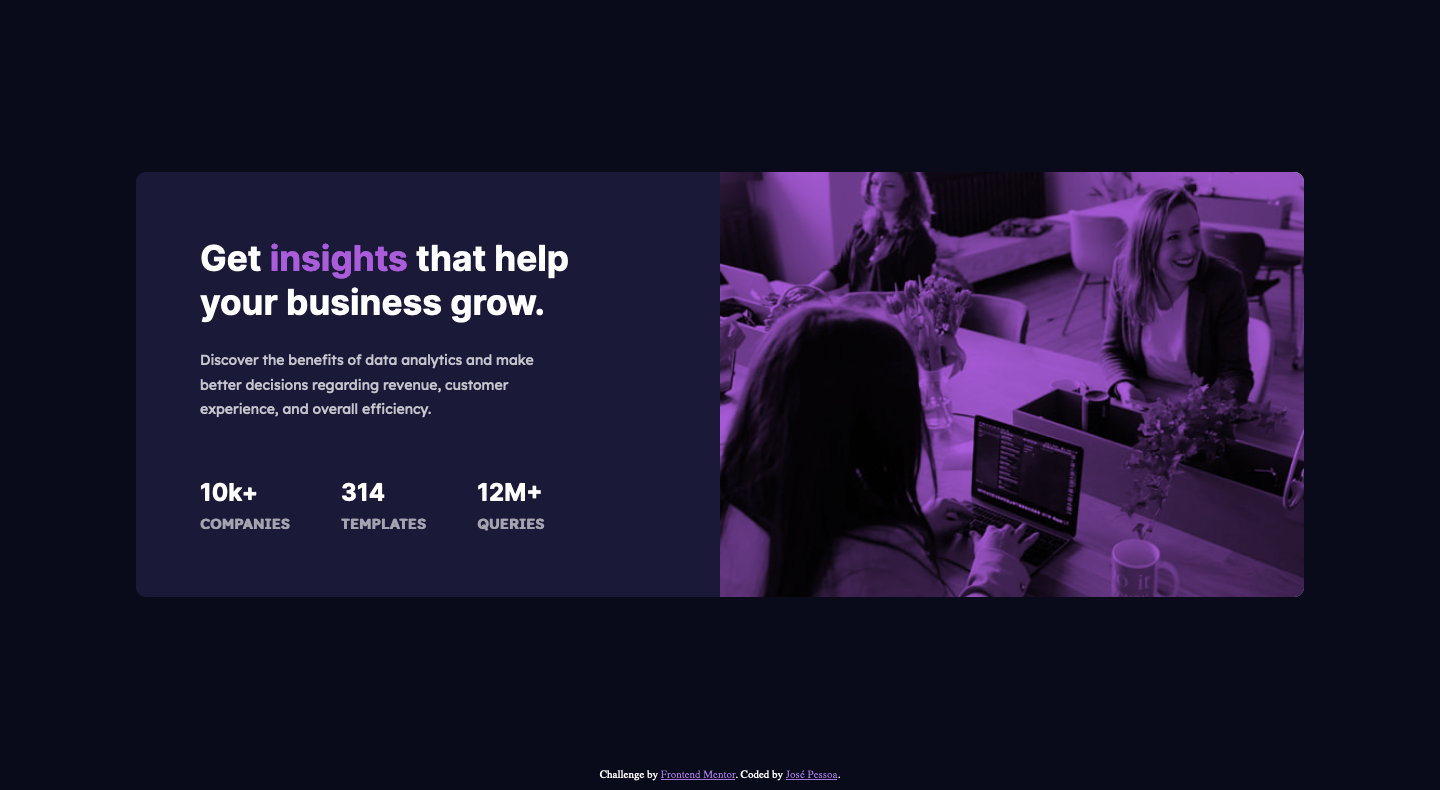 Get insights that help
your business grow.
Discover the benefits of data analytics and make
better decisions regarding revenue, customer
experience, and overall efficiency.
10k+ 314 12M+
COMPANIES TEMPLATES QUERIES
Challenge by Frontend Mentor. Coded by José Pessoa.